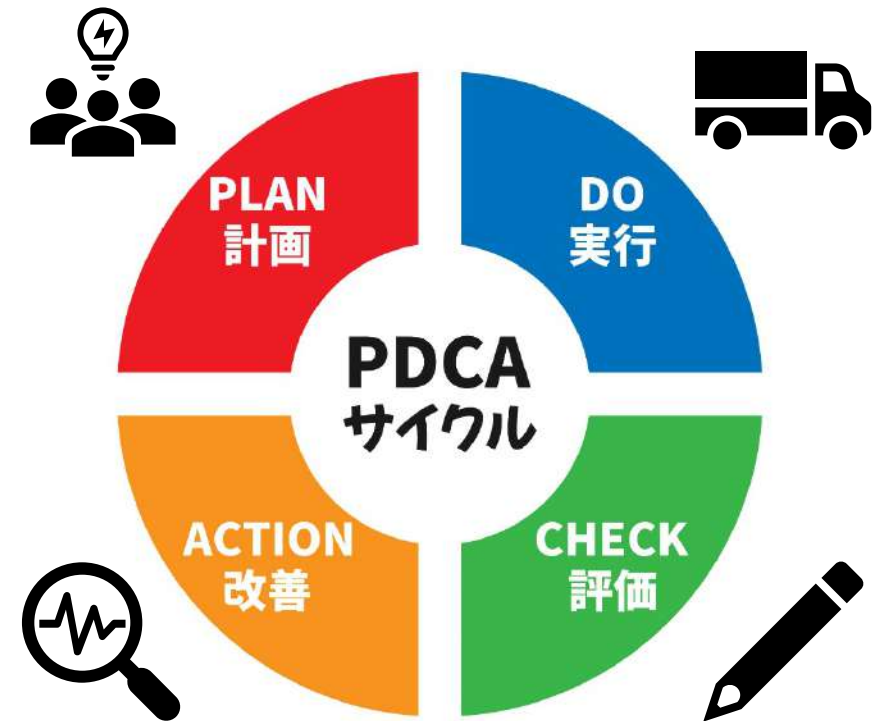 PLAN
計画
DO
実行
PDCA
サイクル
ACTION
改善
CHECK
評価